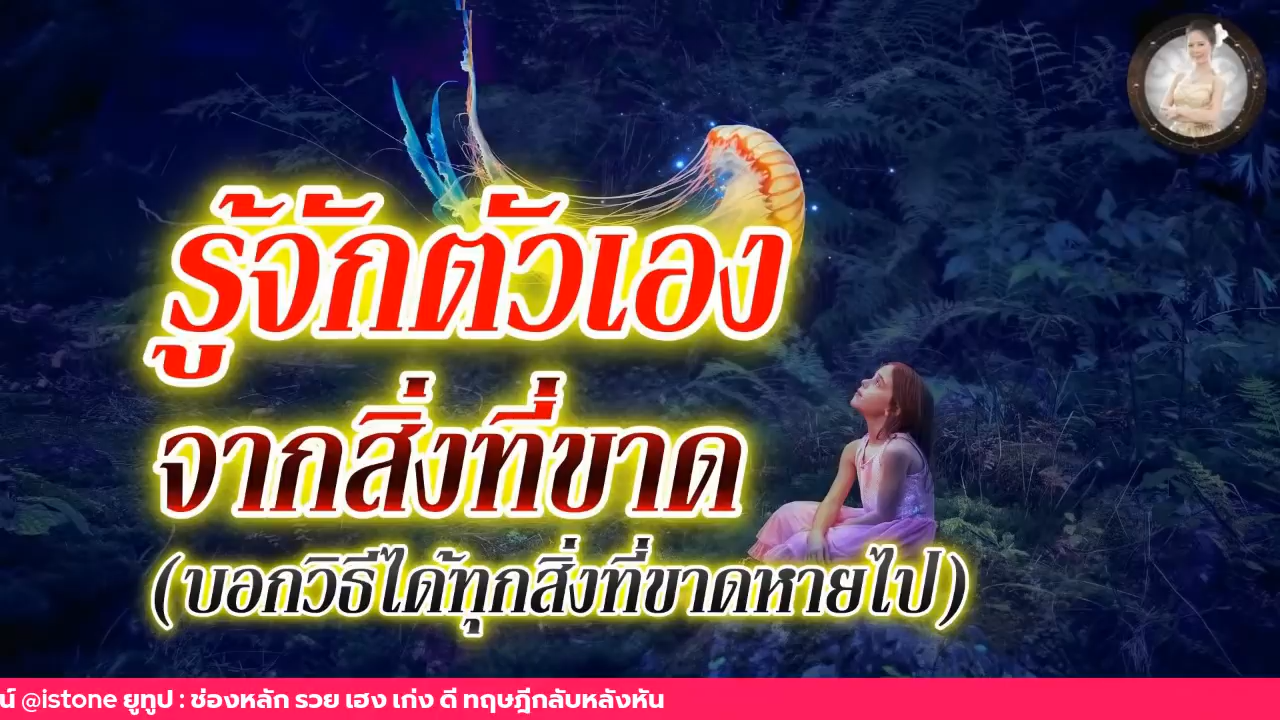 รู้จักตัวเอง
จากสิ่งที่ขาด
(บอกวิธีได้ทุกสิ่งที่ขาดหายไป)
น์ @istone ยูทูป : ช่องหลัก รวย เฮง เก่ง ดี ทฤษฎีกลับหลังหัน